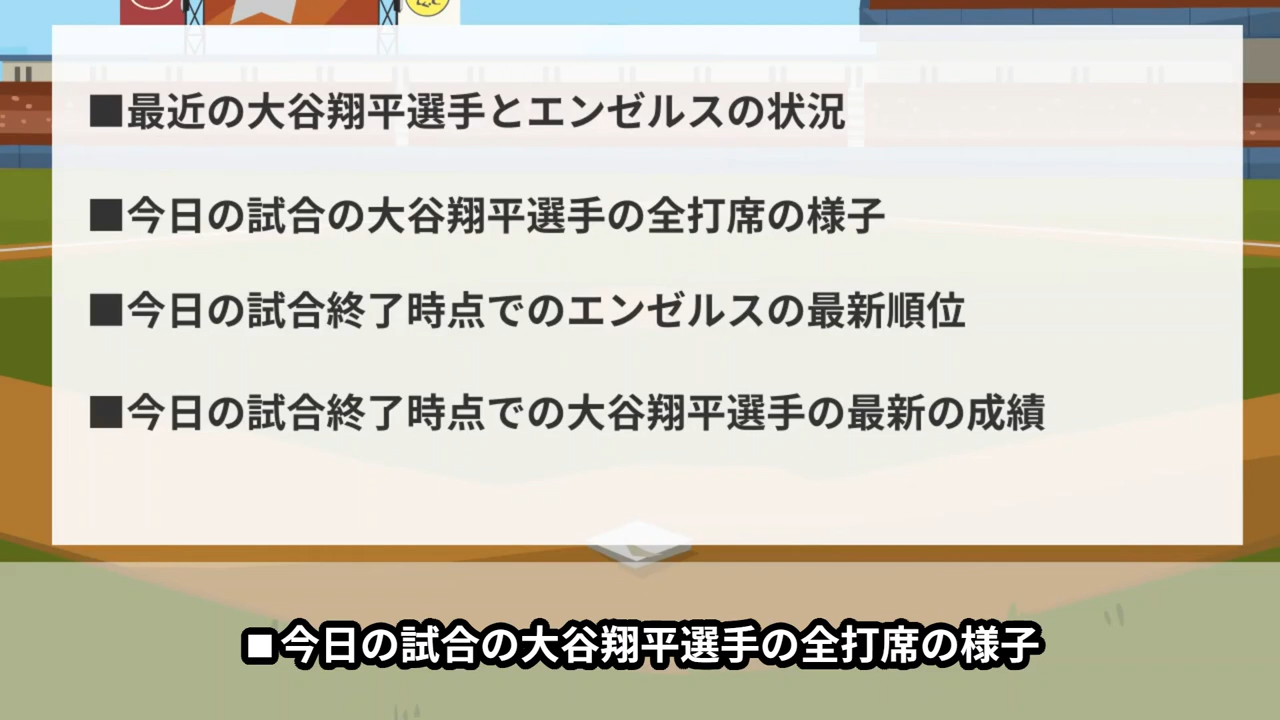 ■最近の大谷翔平選手とエンゼルスの状況
■今日の試合の大谷翔平選手の全打席の様子
■今日の試合終了時点でのエンゼルスの最新順位
■今日の試合終了時点での大谷翔平選手の最新の成績
■今日の試合の大谷翔平選手の全打席の様子